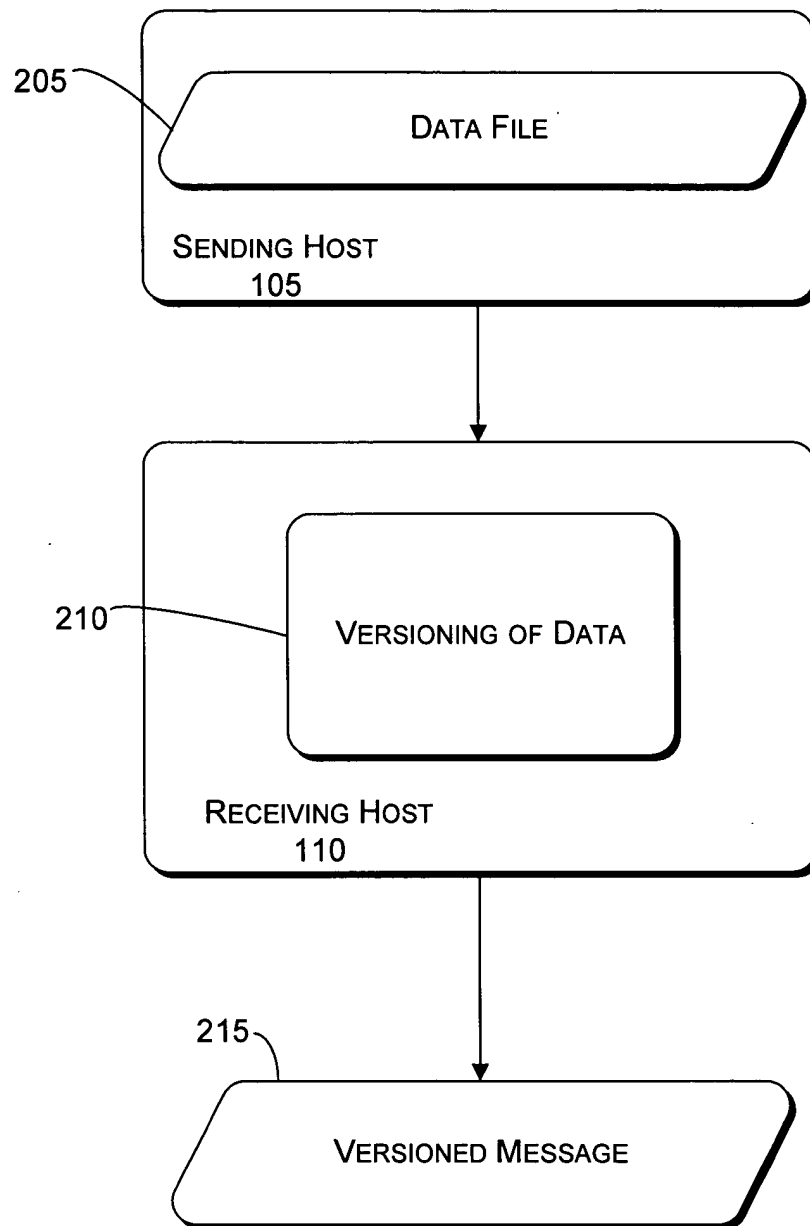 205
DATA FILE
SENDING HOST
105
210
VERSIONING OF DATA
RECEIVING HOST
110
215
VERSIONED MESSAGE